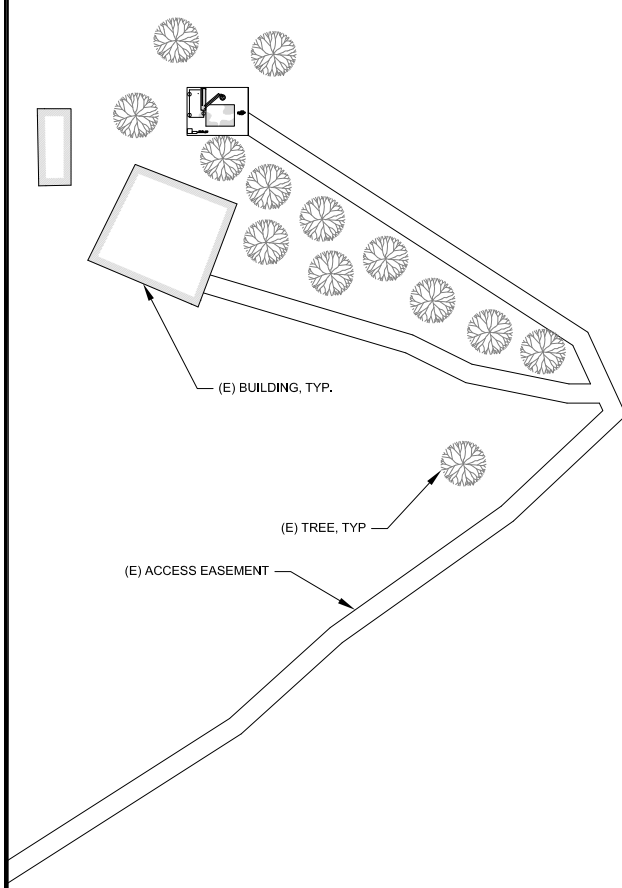 (E) BUILDING, TYP.
(E) TREE, TYP
(E) ACCESS EASEMENT